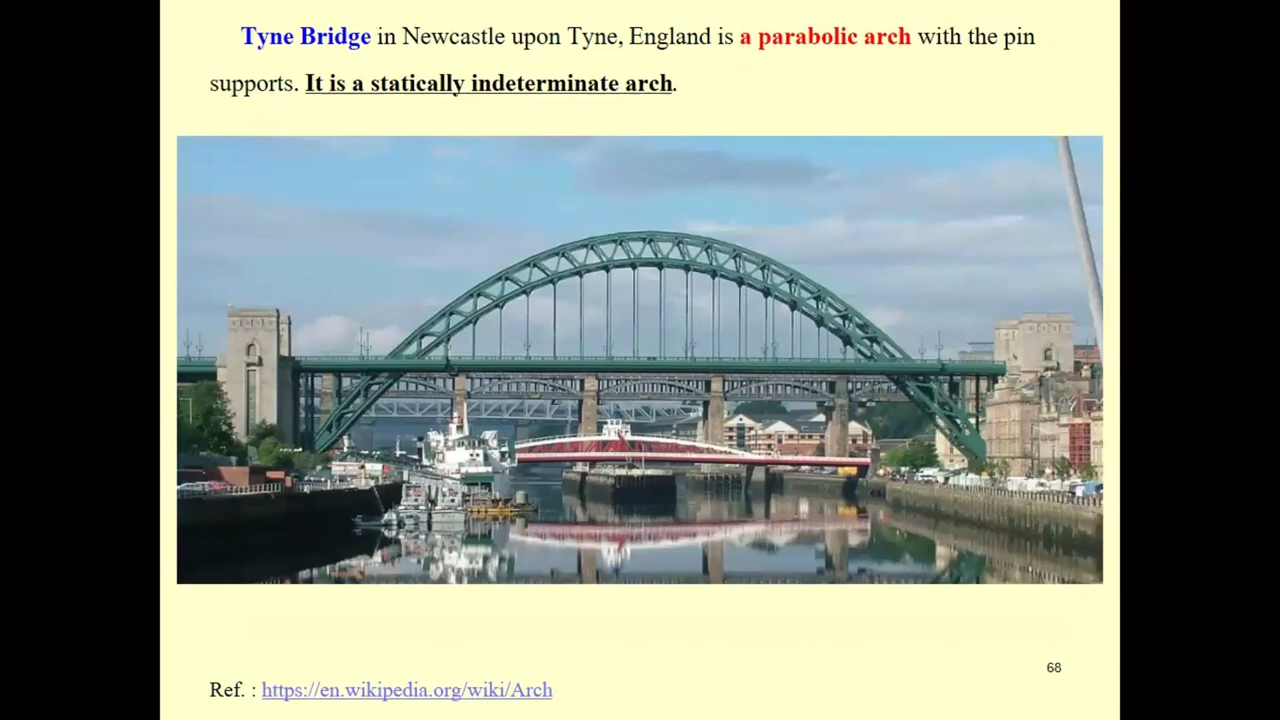 Tyne Bridge in Newcastle upon Tyne, England is a parabolic arch with the pin
supports. It is a statically indeterminate arch.
68
Ref. : https://en.wikipedia.org/wiki/Arch